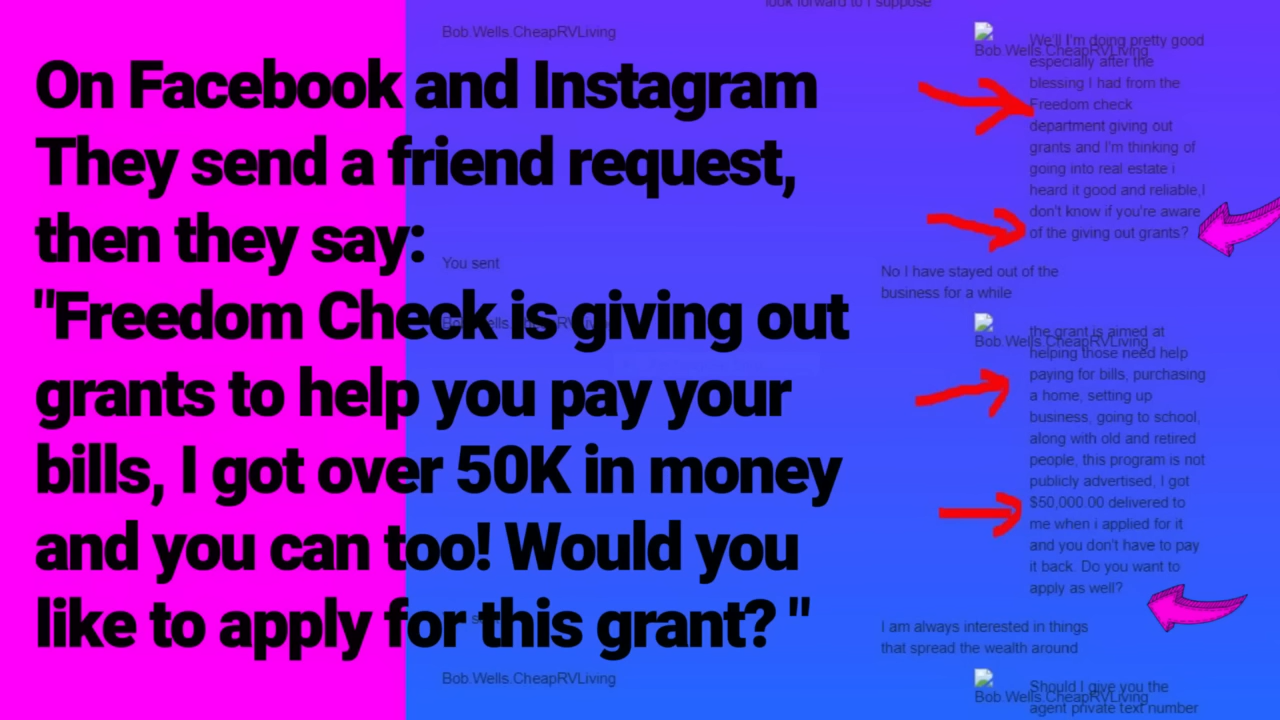 On Facebook and Instagram
They send a friend request,
then they say:
"Freedom Check is giving out
grants to help you pay your
bills, I got over 50K in money
and you can too! Would you
like to apply for this grant? "
look forward to I suppose
Bob.Wells.CheapRVLiving
Bob.Wells.CheapRVLiving
We'll I'm doing pretty good
especially after the
blessing I had from the
Freedom check
department giving out
grants and I'm thinking of
going into real estate i
heard it good and reliable,I
don't know if you're aware
of the giving out grants?
You sent
No I have stayed out of the
business for a while
Bob.Wells.CheapRVLiving
the grant is aimed at
helping those need help
paying for bills, purchasing
a home, setting up
business, going to school,
along with old and retired
people, this program is not
publicly advertised, I got
$50,000.00 delivered to
me when i applied for it
and you don't have to pay
it back. Do you want to
apply as well?
I am always interested in things
that spread the wealth around
Bob.Wells.CheapRVLiving
Bob.Wells.CheapRVLiving
Should I give you the
agent private text number